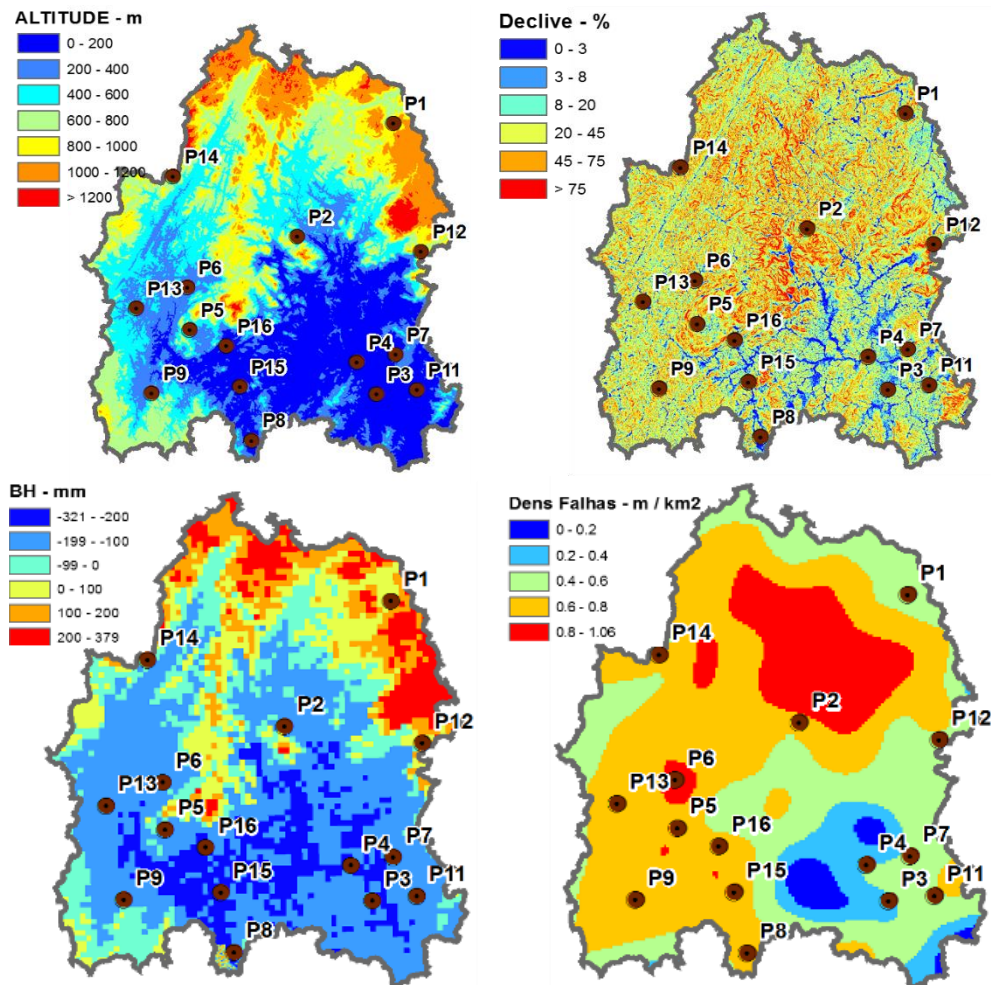 ALTITUDE - m
0 - 200
200 - 400
400 - 600
600 - 800
800 - 1000
1000 - 1200
> 1200
P1
P14
P2
P12
P6
P13
P5
P16
P7
P4
P15
P11
P3
P9
P8
Declive - %
0 - 3
3 - 8
8 - 20
20 - 45
45 - 75
> 75
P1
P14
P2
P12
P6
P13
P5
P16
P7
P4
P15
P11
P3
P9
P8
BH - mm
-321 - -200
-199 - -100
-99 - 0
0 - 100
100 - 200
200 - 379
P1
P14
P2
P12
P6
P13
P5
P16
P7
P4
P15
P11
P3
P9
P8
Dens Falhas - m / km2
0 - 0.2
0.2 - 0.4
0.4 - 0.6
0.6 - 0.8
0.8 - 1.06
P1
P14
P2
P12
P6
P13
P5
P16
P7
P4
P15
P11
P3
P9
P8